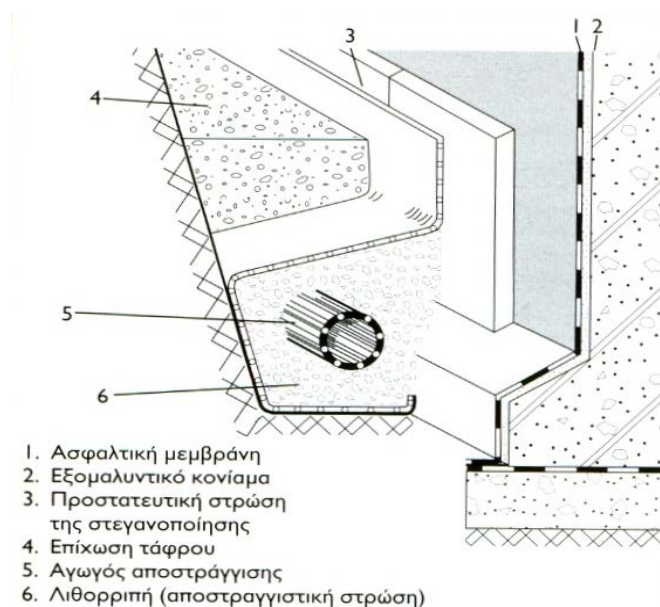 3
1 2
4
5
6
1. Ασφαλτική μεμβράνη
2. Εξομαλυντικό κονίαμα
3. Προστατευτική στρώση
της στεγανοποίησης
4. Επίχωση τάφρου
5. Αγωγός αποστράγγισης
6. Λιθορριπή (αποστραγγιστική στρώση)